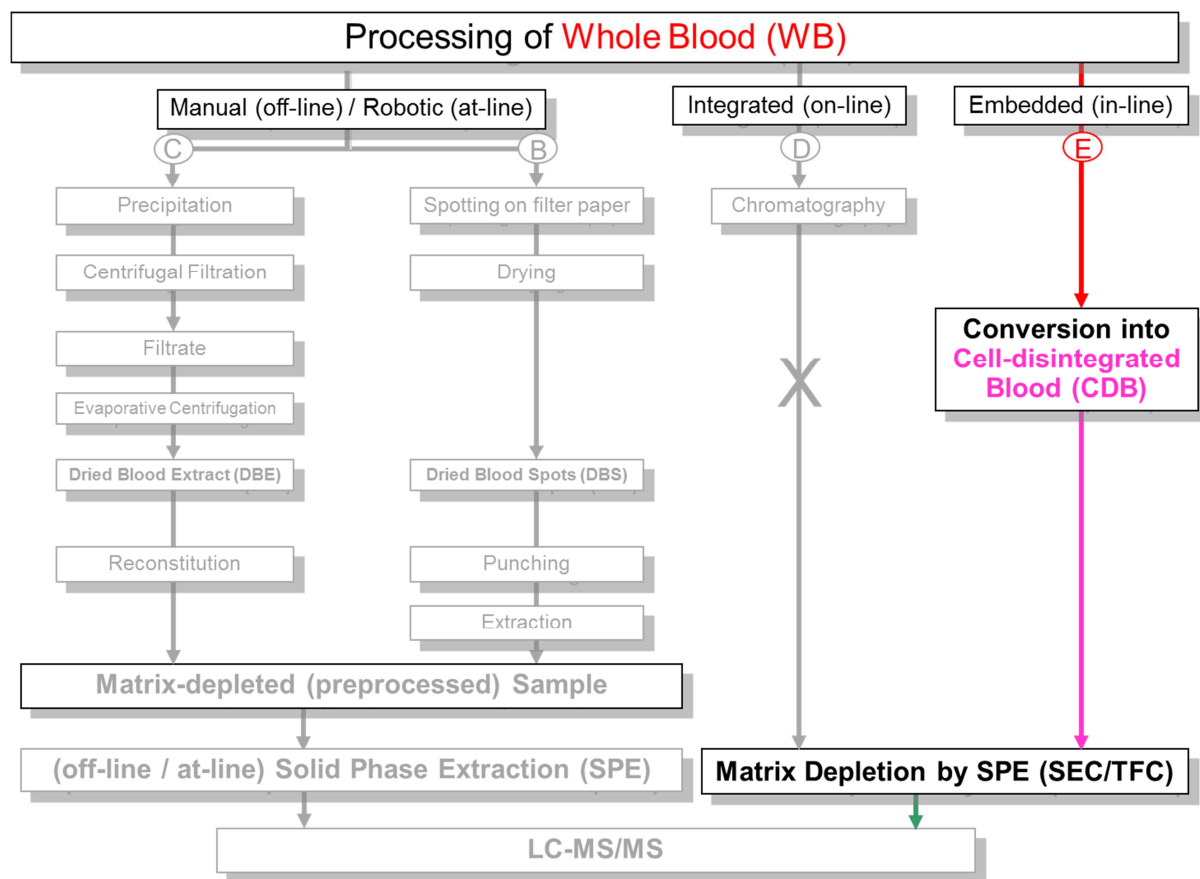 Processing of Whole Blood (WB)
Manual (off-line) / Robotic (at-line)
Integrated (on-line)
Embedded (in-line)
C
B
D
E
Precipitation
Spotting on filter paper
Chromatography
Centrifugal Filtration
Drying
Conversion into
Cell-disintegrated
Blood (CDB)
Filtrate
X
Evaporative Centrifugation
Dried Blood Extract (DBE)
Dried Blood Spots (DBS)
Reconstitution
Punching
Extraction
Matrix-depleted (preprocessed) Sample
(off-line / at-line) Solid Phase Extraction (SPE)
Matrix Depletion by SPE (SEC/TFC)
LC-MS/MS